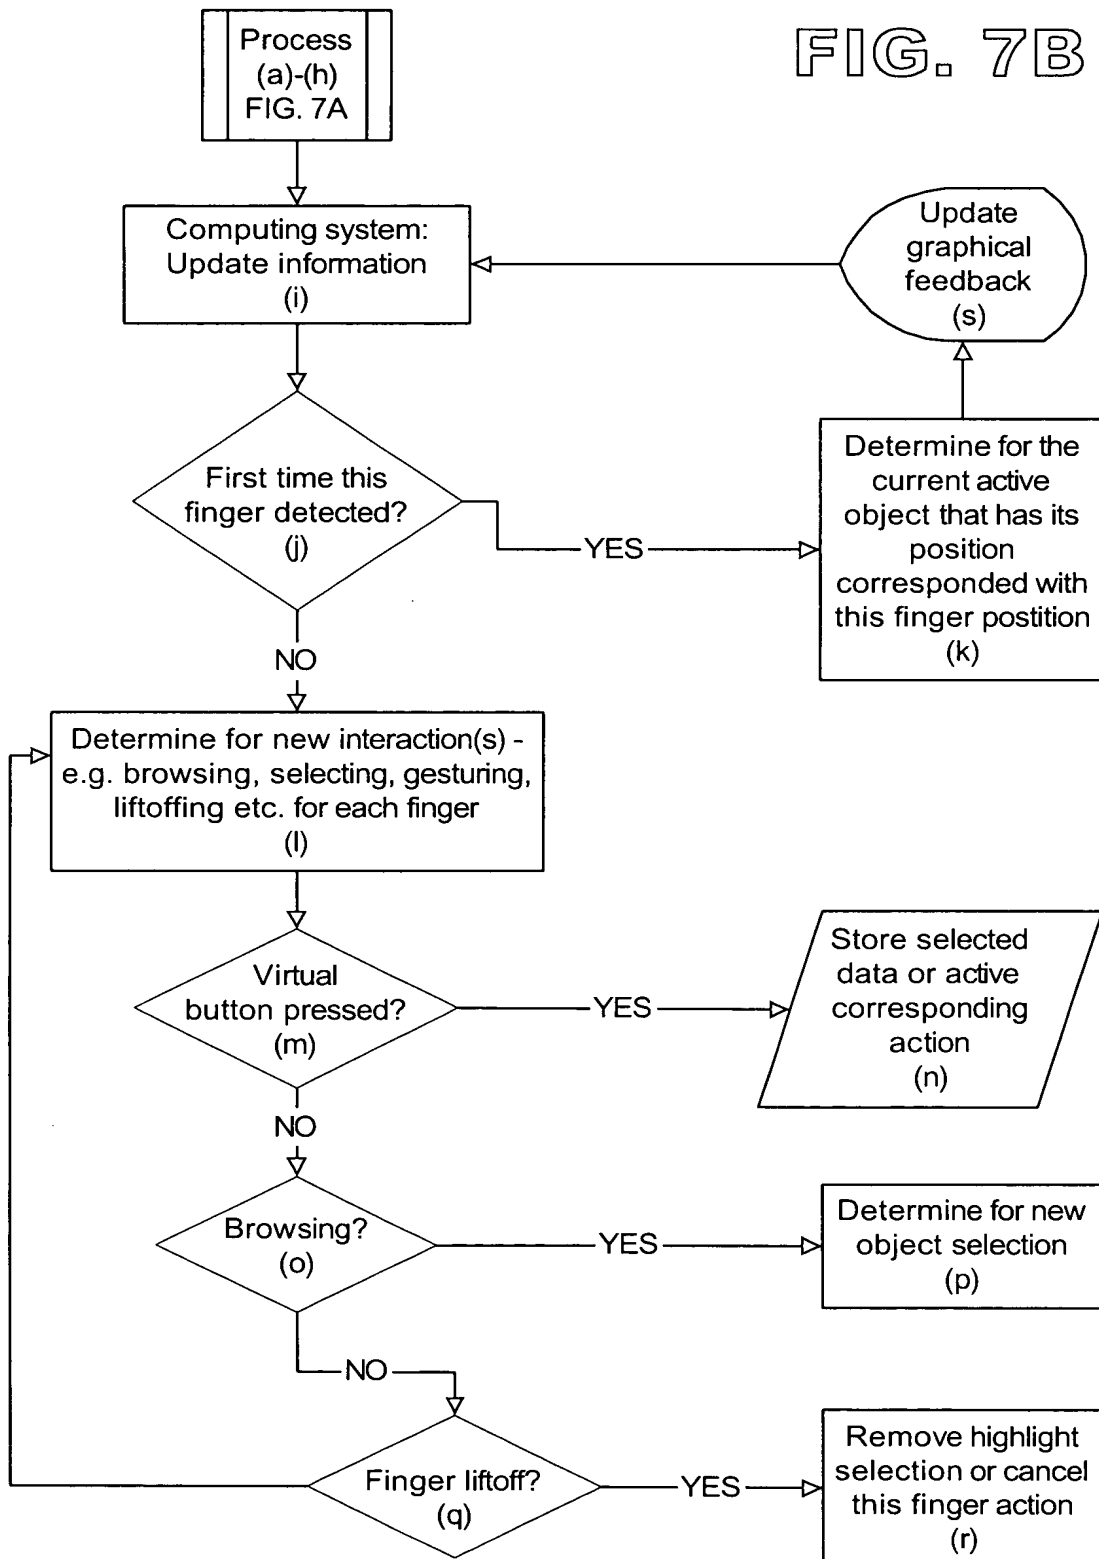 FIG. 7B
Process
(a)-(h)
FIG. 7A
Computing system:
Update information
(i)
Update
graphical
feedback
(s)
First time this
finger detected?
(j)
YES
Determine for the
current active
object that has its
position
corresponded with
this finger postition
(k)
NO
Determine for new interaction(s) -
e.g. browsing, selecting, gesturing,
liftoffing etc. for each finger
(l)
Virtual
button pressed?
(m)
YES
Store selected
data or active
corresponding
action
(n)
NO
Browsing?
(o)
YES
Determine for new
object selection
(p)
NO
Finger liftoff?
(q)
YES
Remove highlight
selection or cancel
this finger action
(r)